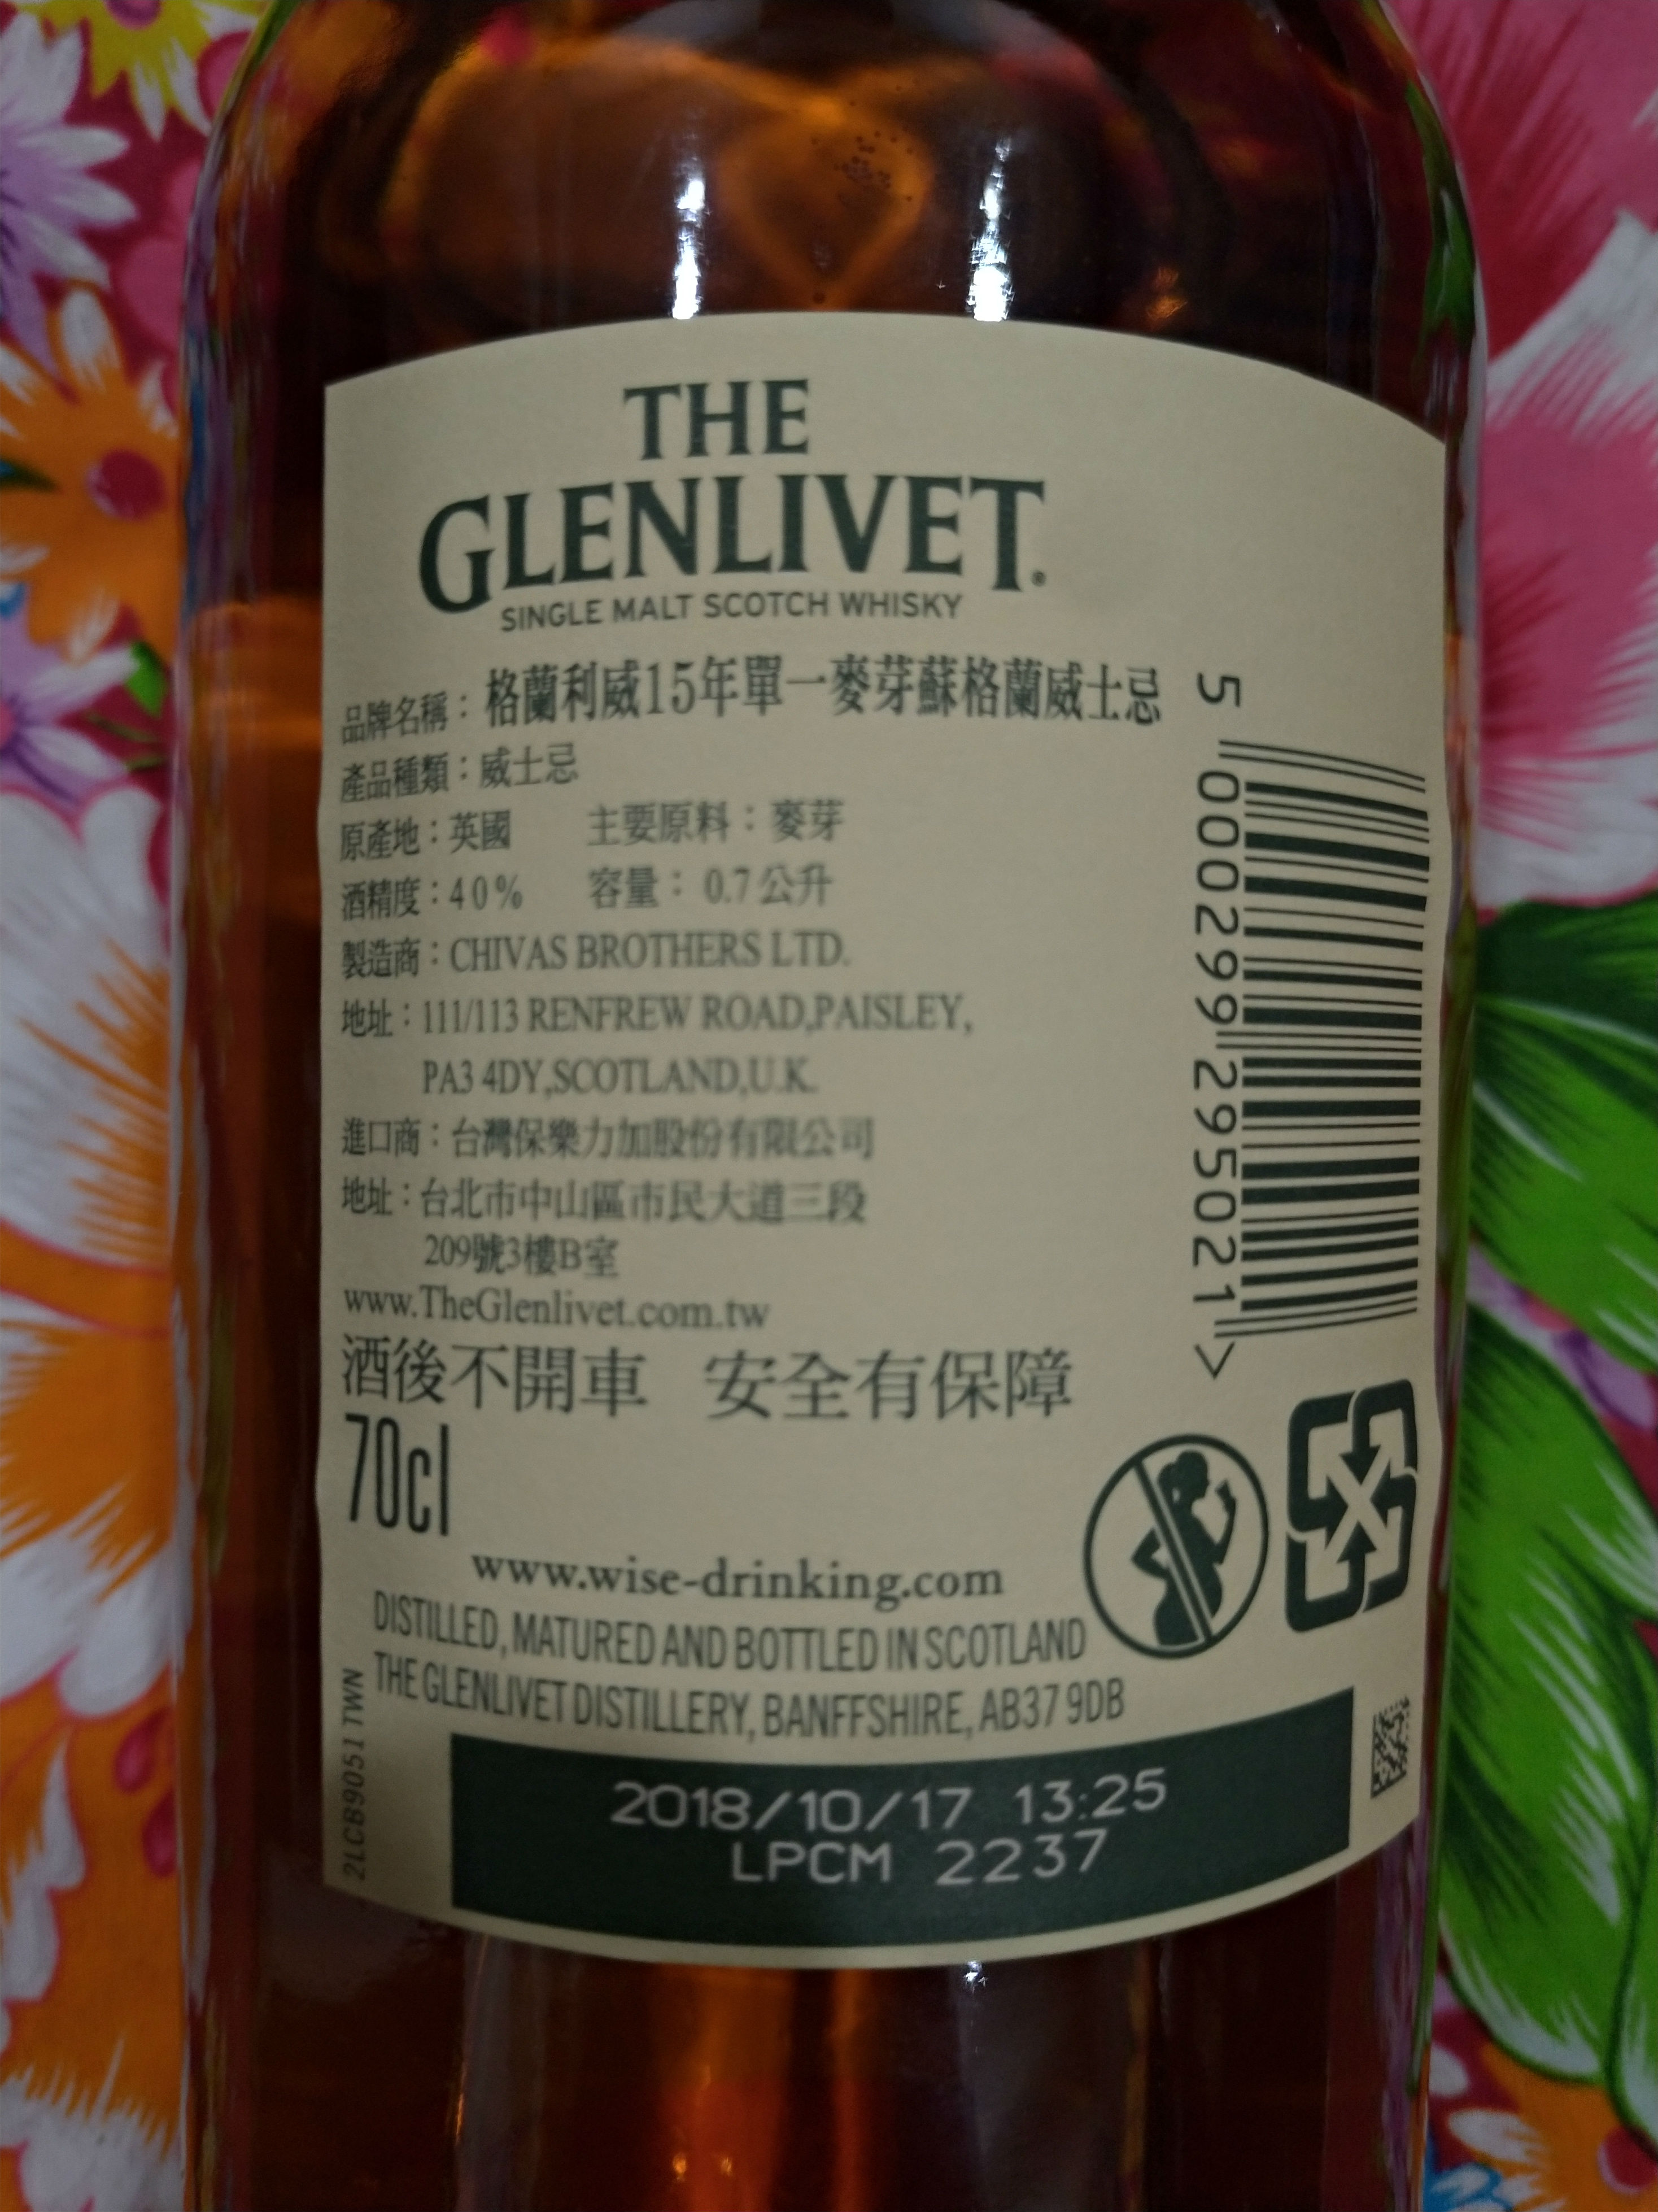 THE
GLENLIVET.
SINGLE MALT SCOTCH WHISKY
品牌名稱：格蘭利威15年單一麥芽蘇格蘭威士忌
產品種類：威士忌
原產地：英國 主要原料：麥芽
酒精度：40% 容量：0.7公升
製造商：CHIVAS BROTHERS LTD.
地址：111/113 RENFREW ROAD,PAISLEY,
PA3 4DY,SCOTLAND,U.K.
進口商：台灣保樂力加股份有限公司
地址：台北市中山區市民大道三段
209號3樓B室
www.TheGlenlivet.com.tw
酒後不開車 安全有保障
70cl
www.wise-drinking.com
DISTILLED, MATURED AND BOTTLED IN SCOTLAND
THE GLENLIVET DISTILLERY, BANFFSHIRE, AB37 9DB
2018/10/17 13:25
LPCM 2237
2LCB9051 TWN
5 000299 295021 >